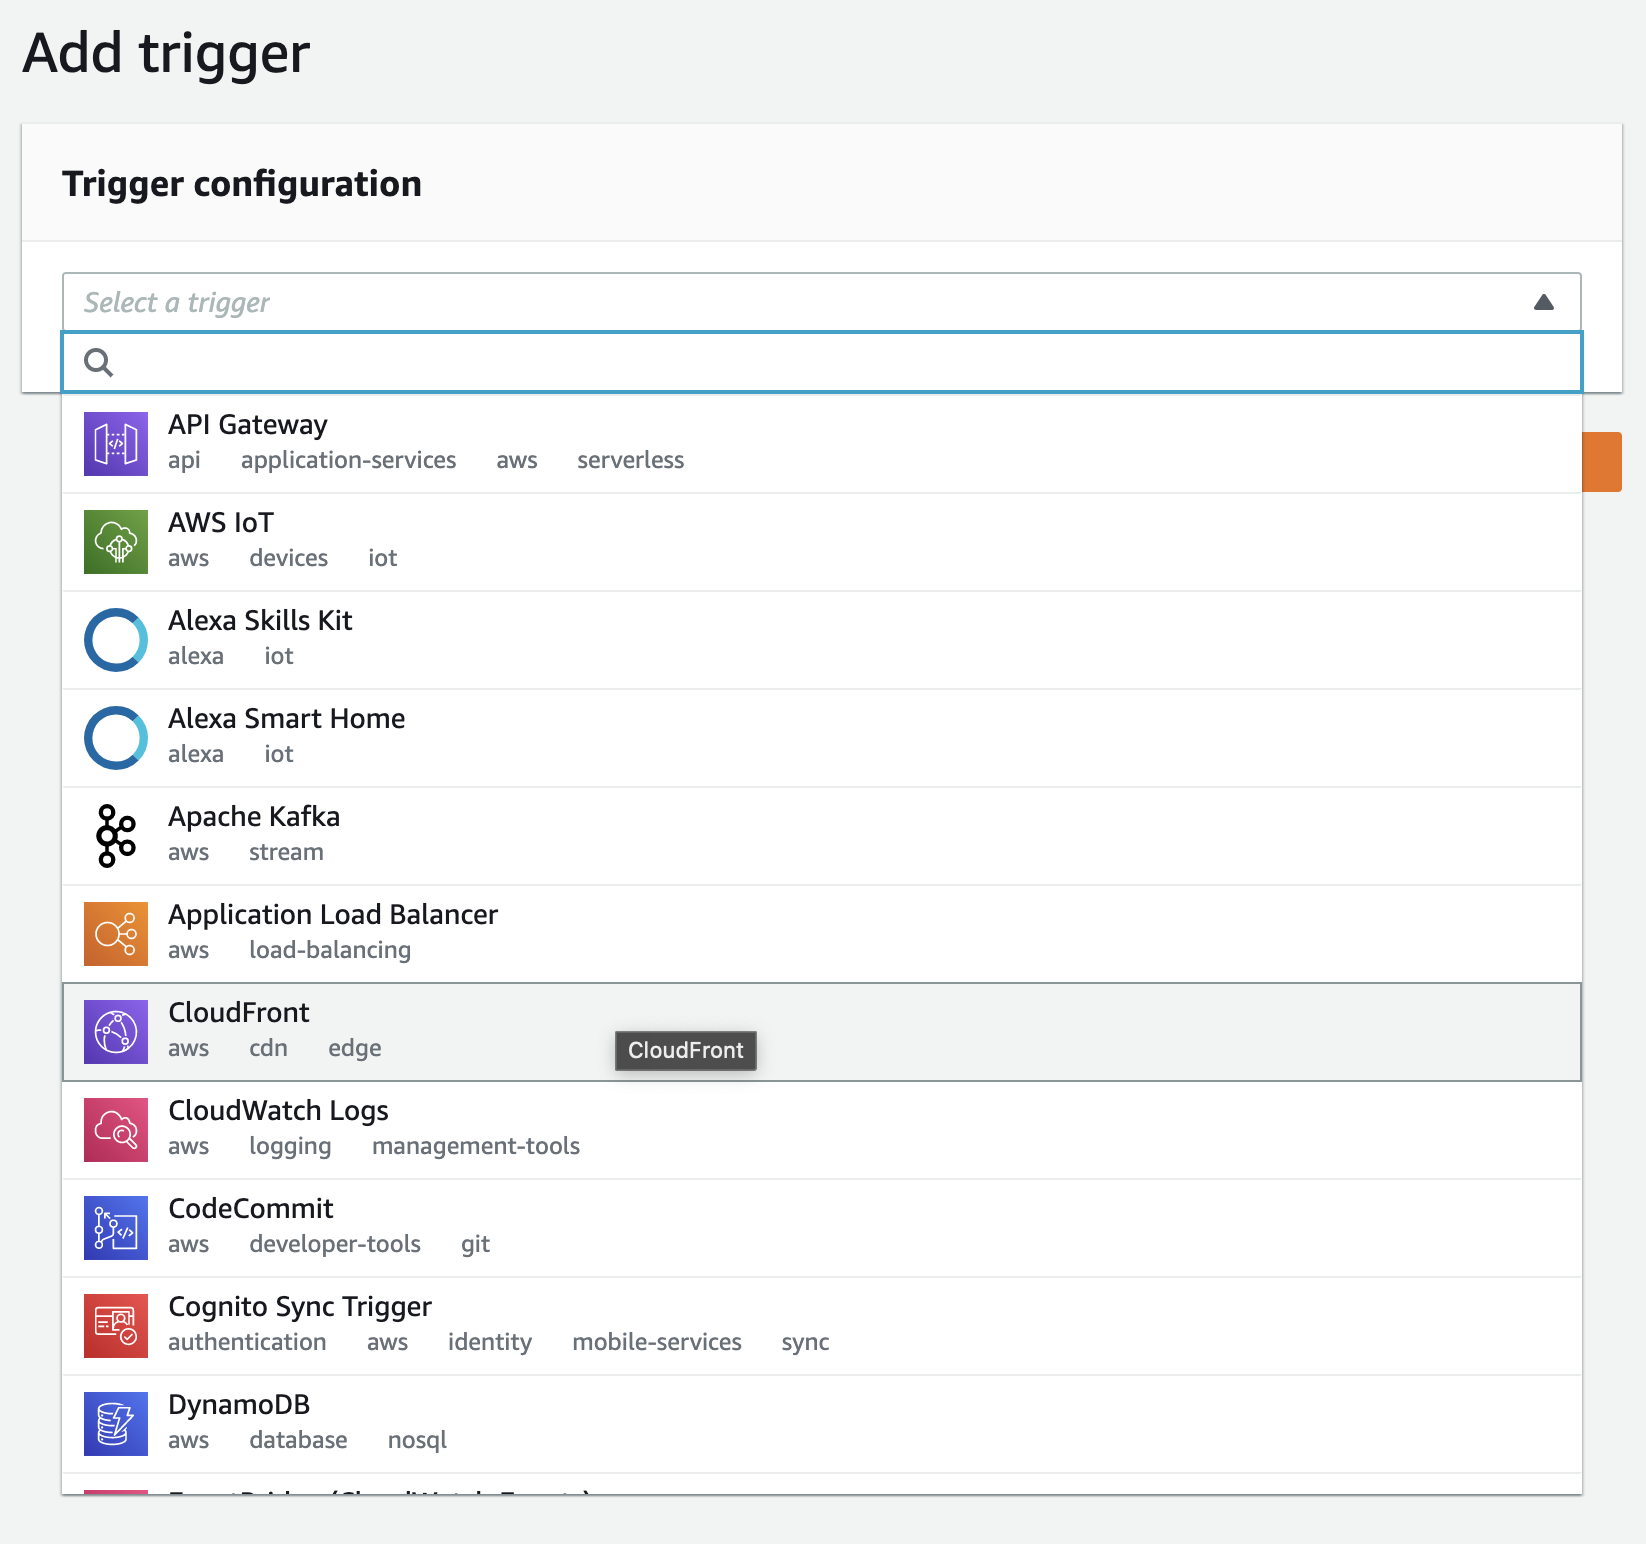 Add trigger
Trigger configuration
Select a trigger
API Gateway
api application-services aws serverless
AWS IoT
aws devices iot
Alexa Skills Kit
alexa iot
Alexa Smart Home
alexa iot
Apache Kafka
aws stream
Application Load Balancer
aws load-balancing
CloudFront
aws cdn edge
CloudFront
CloudWatch Logs
aws logging management-tools
CodeCommit
aws developer-tools git
Cognito Sync Trigger
authentication aws identity mobile-services sync
DynamoDB
aws database nosql